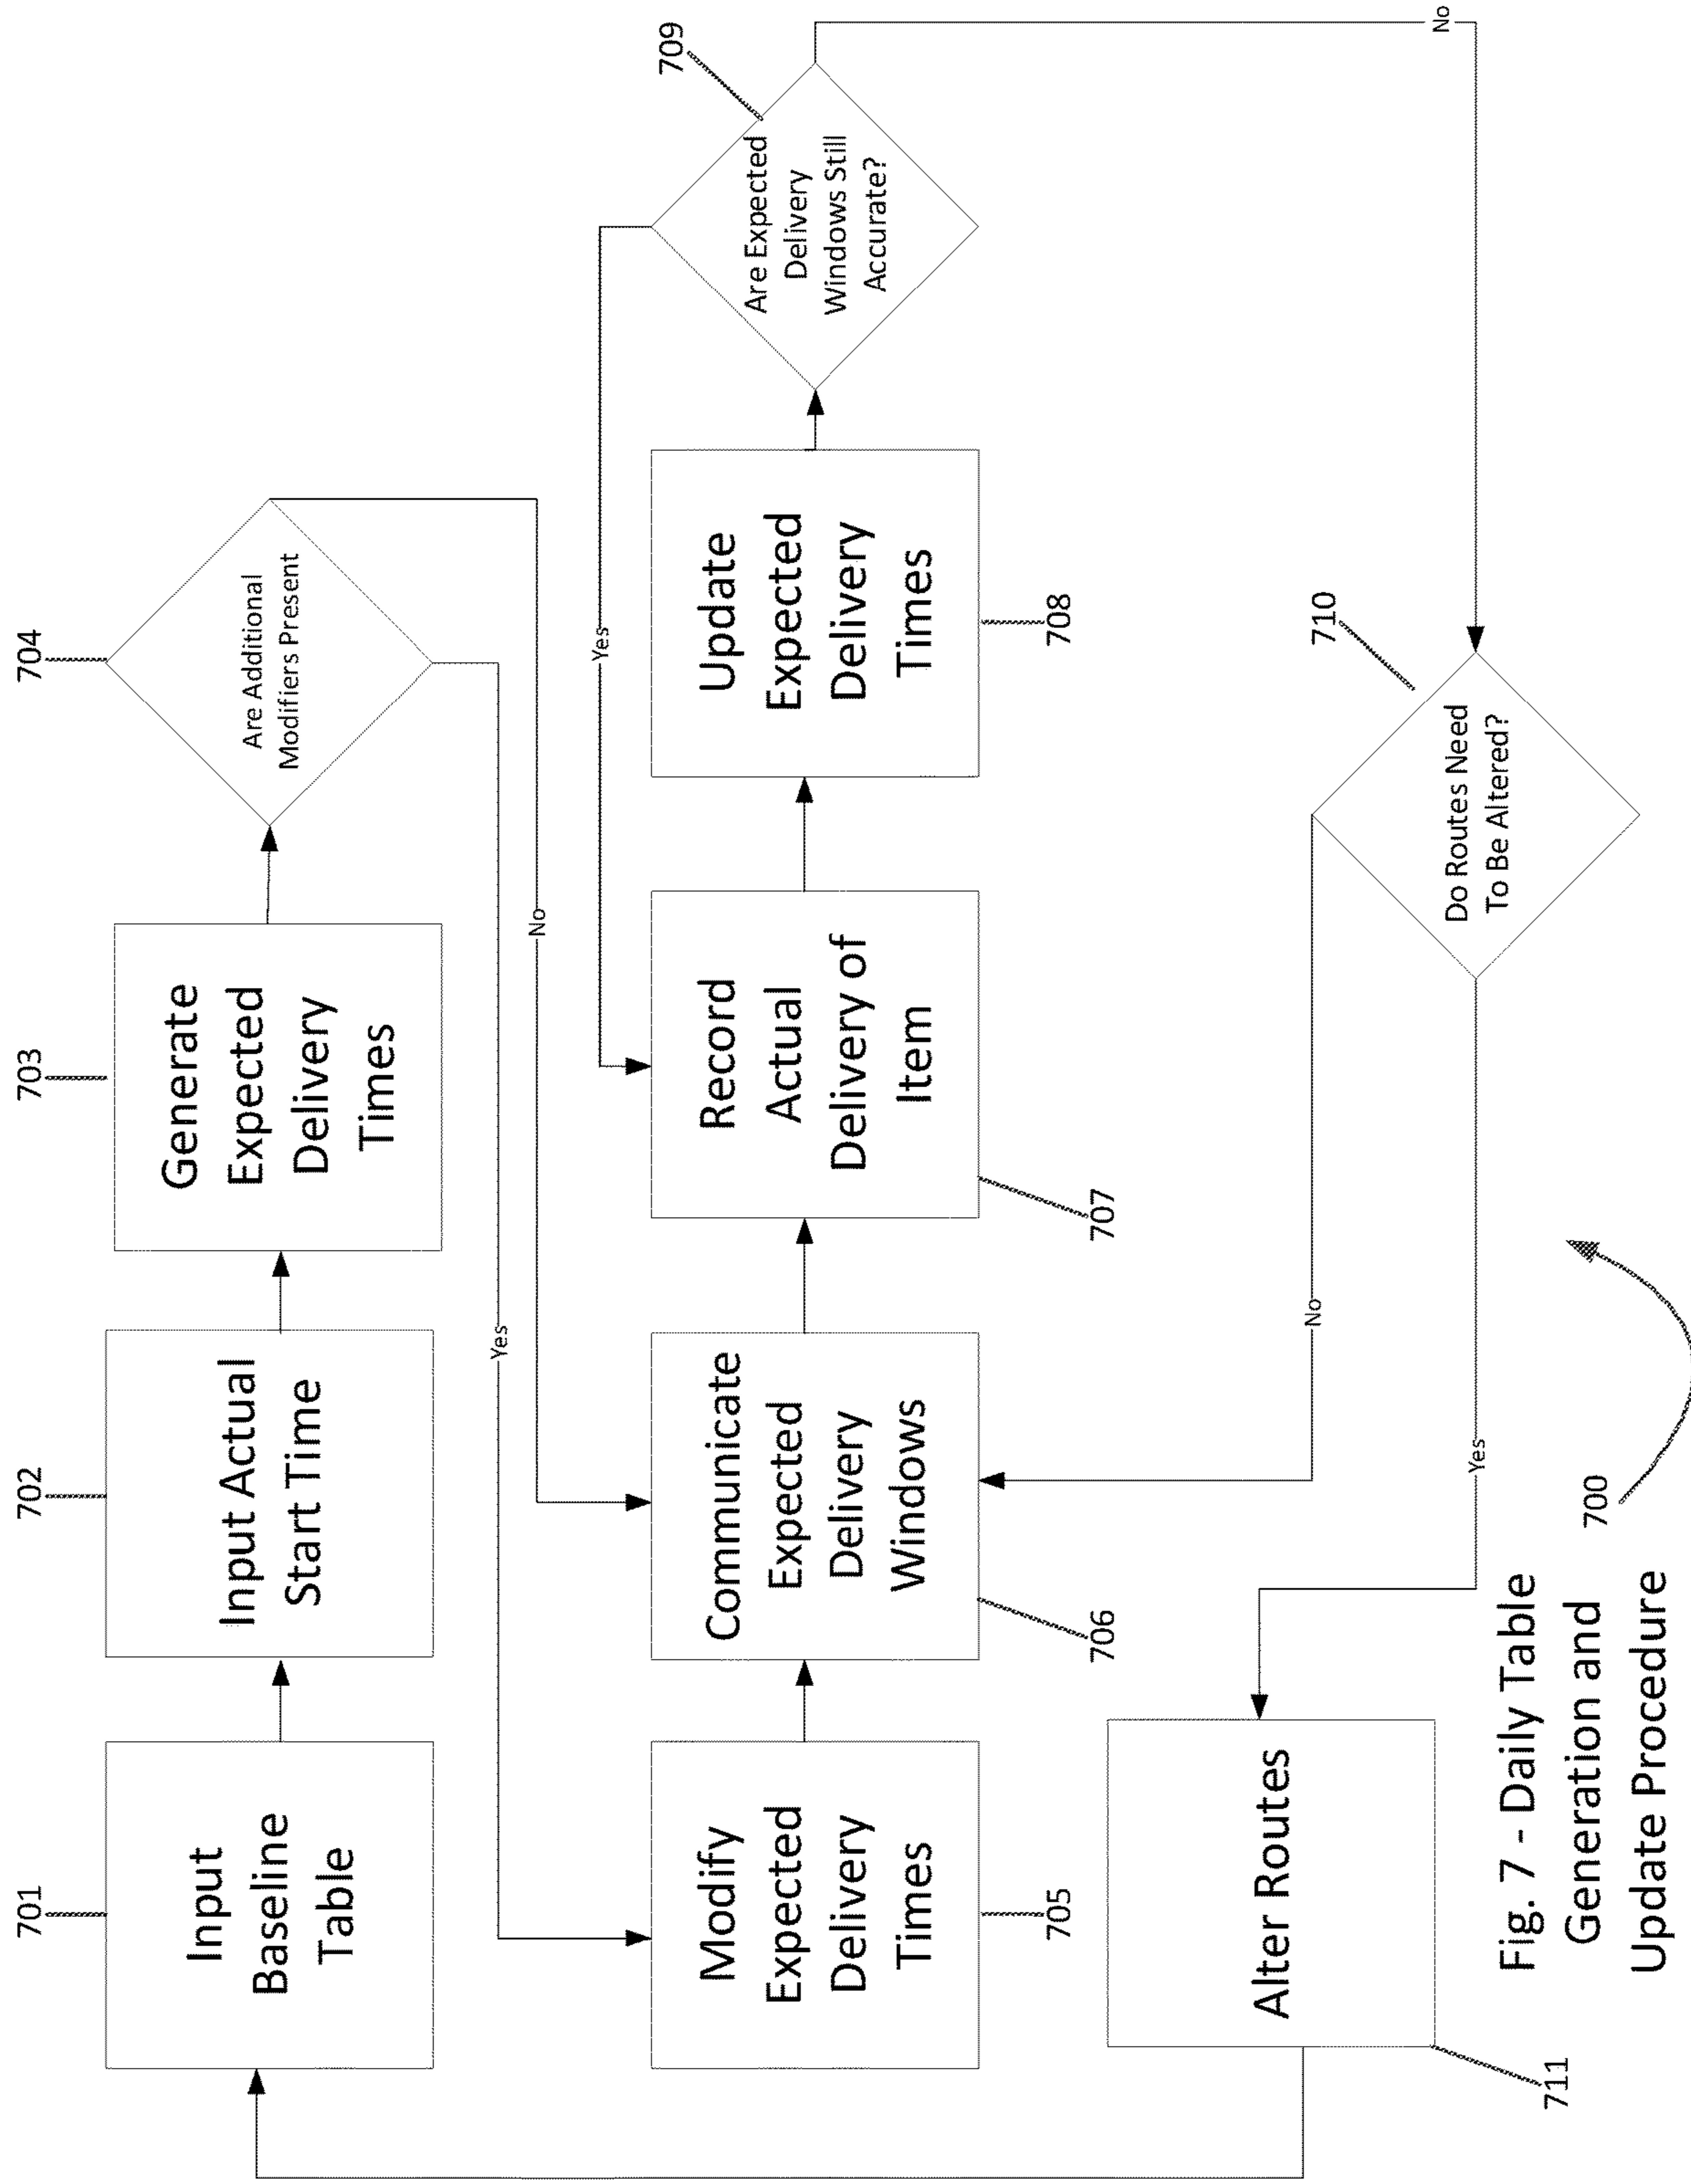 701
Input
Baseline
Table
702
Input Actual
Start Time
703
Generate
Expected
Delivery
Times
704
Are Additional
Modifiers Present
Yes
No
Modify
Expected
Delivery
Times
705
Communicate
Expected
Delivery
Windows
706
Record
Actual
Delivery of
Item
707
Yes
Update
Expected
Delivery
Times
708
709
Are Expected
Delivery
Windows Still
Accurate?
No
710
Do Routes Need
To Be Altered?
No
Yes
Alter Routes
711
700
Fig. 7 - Daily Table
Generation and
Update Procedure